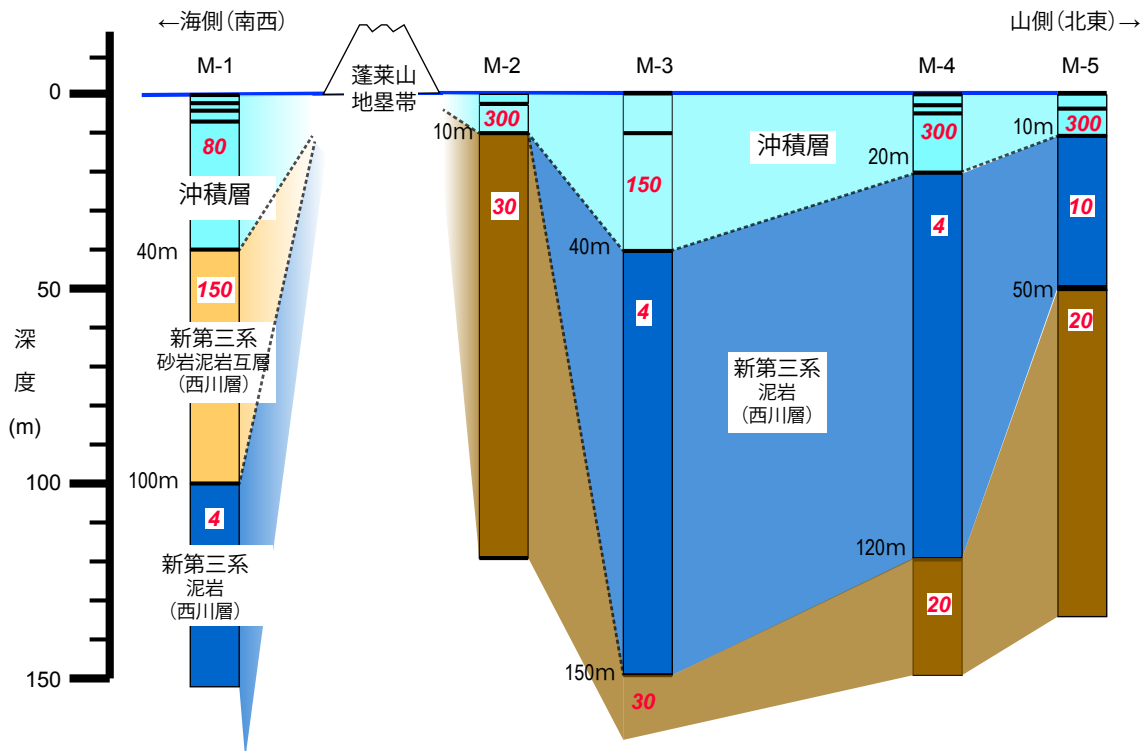 ←海側(南西)
山側(北東)→
M-1
蓬莱山
地塁帯
M-2
M-3
M-4
M-5
0
50
100
150
深
度
(m)
80
沖積層
40m
150
新第三系
砂岩泥岩互層
(西川層)
100m
4
新第三系
泥岩
(西川層)
300
10m
30
150
40m
4
150m
30
沖積層
新第三系
泥岩
(西川層)
300
20m
4
120m
20
300
10m
10
50m
20